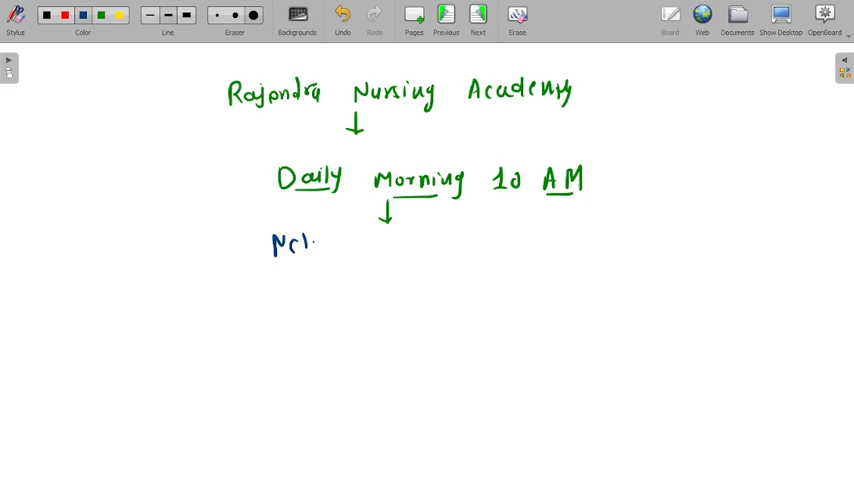 Stylus Color Line Eraser Backgrounds Undo Redo Pages Previous Next Erase Board Web Documents Show Desktop OpenBoard
Rajendra Nursing Academy
Daily Morning 10 AM
Ncl